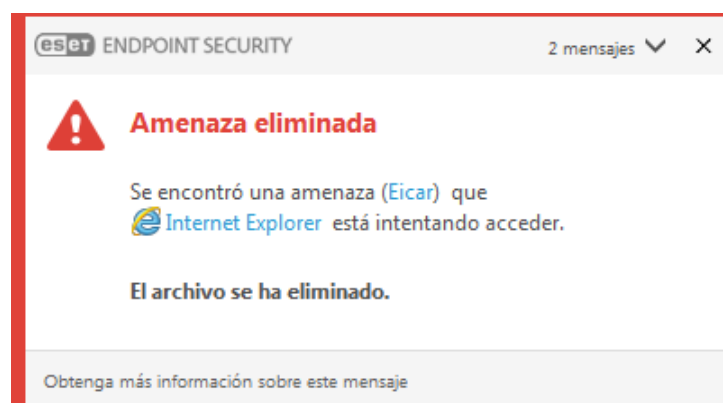 eset ENDPOINT SECURITY 2 mensajes
Amenaza eliminada
Se encontró una amenaza (Eicar) que
Internet Explorer está intentando acceder.
El archivo se ha eliminado.
Obtenga más información sobre este mensaje